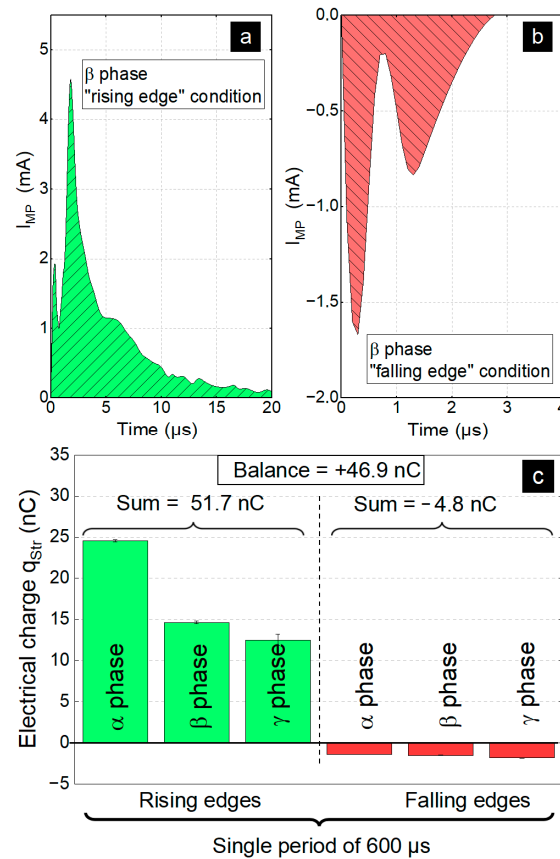 a
β phase
"rising edge" condition
I_MP (mA)
5
4
3
2
1
0
0 5 10 15 20
Time (μs)
b
0.0
−0.5
−1.0
−1.5
−2.0
I_MP (mA)
β phase
"falling edge" condition
0 1 2 3 4
Time (μs)
c
Balance = +46.9 nC
Sum = 51.7 nC
Sum = −4.8 nC
Electrical charge q_Str (nC)
35
30
25
20
15
10
5
0
−5
α phase
β phase
γ phase
α phase
β phase
γ phase
Rising edges
Falling edges
Single period of 600 μs